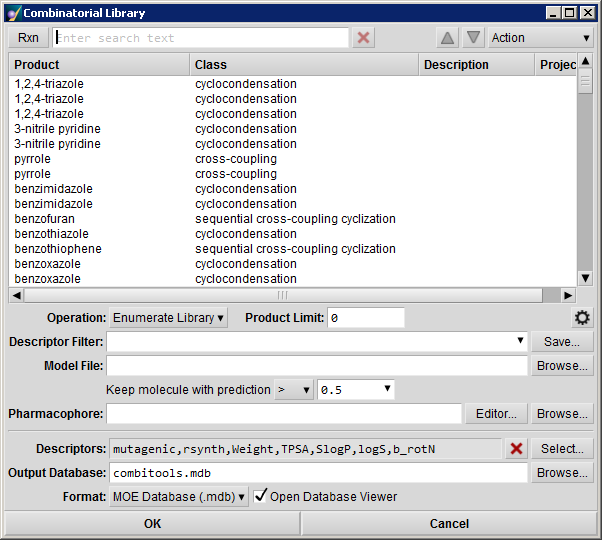 Combinatorial Library
Rxn Enter search text Action
Product Class Description Projec
1,2,4-triazole cyclocondensation
1,2,4-triazole cyclocondensation
1,2,4-triazole cyclocondensation
3-nitrile pyridine cyclocondensation
3-nitrile pyridine cyclocondensation
pyrrole cross-coupling
pyrrole cross-coupling
benzimidazole cyclocondensation
benzimidazole cyclocondensation
benzofuran sequential cross-coupling cyclization
benzothiazole cyclocondensation
benzothiophene sequential cross-coupling cyclization
benzoxazole cyclocondensation
benzoxazole cyclocondensation
Operation: Enumerate Library Product Limit: 0
Descriptor Filter: Save...
Model File: Browse...
Keep molecule with prediction > 0.5
Pharmacophore: Editor... Browse...
Descriptors: mutagenic,rsynth,Weight,TPSA,SlogP,logS,b_rotN Select...
Output Database: combitools.mdb Browse...
Format: MOE Database (.mdb) Open Database Viewer
OK Cancel